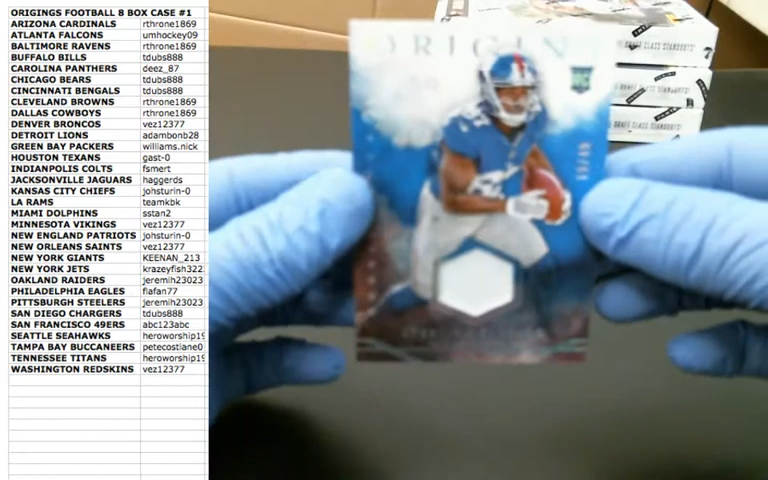 ORIGINGS FOOTBALL 8 BOX CASE #1
ARIZONA CARDINALS rthrone1869
ATLANTA FALCONS umhockey09
BALTIMORE RAVENS rthrone1869
BUFFALO BILLS tdubs888
CAROLINA PANTHERS deez_87
CHICAGO BEARS tdubs888
CINCINNATI BENGALS tdubs888
CLEVELAND BROWNS rthrone1869
DALLAS COWBOYS rthrone1869
DENVER BRONCOS vez12377
DETROIT LIONS adambonb28
GREEN BAY PACKERS williams.nick
HOUSTON TEXANS gast-0
INDIANPOLIS COLTS fsmert
JACKSONVILLE JAGUARS haggerds
KANSAS CITY CHIEFS johsturin-0
LA RAMS teamkbk
MIAMI DOLPHINS sstan2
MINNESOTA VIKINGS vez12377
NEW ENGLAND PATRIOTS johsturin-0
NEW ORLEANS SAINTS vez12377
NEW YORK GIANTS KEENAN_213
NEW YORK JETS krazeyfish322
OAKLAND RAIDERS jeremih23023
PHILADELPHIA EAGLES flafan77
PITTSBURGH STEELERS jeremih23023
SAN DIEGO CHARGERS tdubs888
SAN FRANCISCO 49ERS abc123abc
SEATTLE SEAHAWKS heroworship19
TAMPA BAY BUCCANEERS petecostiane0
TENNESSEE TITANS heroworship19
WASHINGTON REDSKINS vez12377
ORIGIN